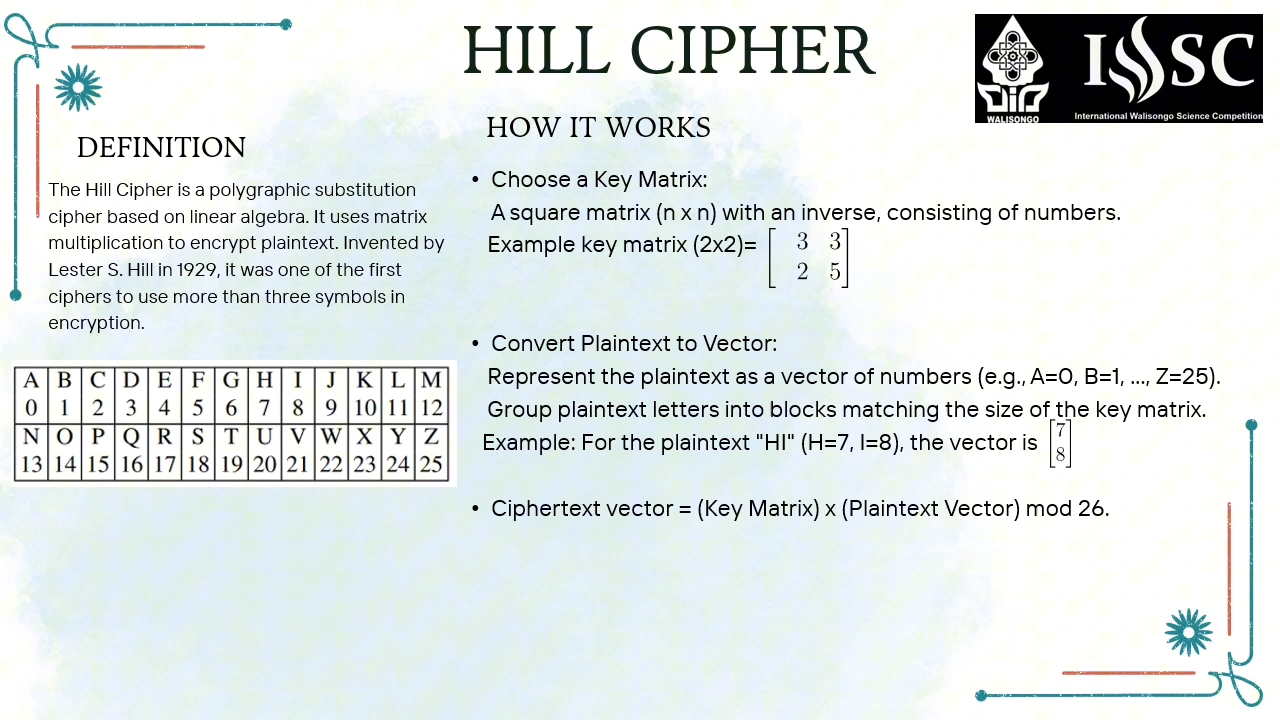 HILL CIPHER
WALISONGO
ISSC
International Walisongo Science Competition
DEFINITION
The Hill Cipher is a polygraphic substitution
cipher based on linear algebra. It uses matrix
multiplication to encrypt plaintext. Invented by
Lester S. Hill in 1929, it was one of the first
ciphers to use more than three symbols in
encryption.
A B C D E F G H I J K L M
0 1 2 3 4 5 6 7 8 9 10 11 12
N O P Q R S T U V W X Y Z
13 14 15 16 17 18 19 20 21 22 23 24 25
HOW IT WORKS
• Choose a Key Matrix:
A square matrix (n x n) with an inverse, consisting of numbers.
Example key matrix (2x2)= [3 3
2 5]
• Convert Plaintext to Vector:
Represent the plaintext as a vector of numbers (e.g., A=0, B=1, ..., Z=25).
Group plaintext letters into blocks matching the size of the key matrix.
Example: For the plaintext "HI" (H=7, I=8), the vector is [7
8]
• Ciphertext vector = (Key Matrix) x (Plaintext Vector) mod 26.